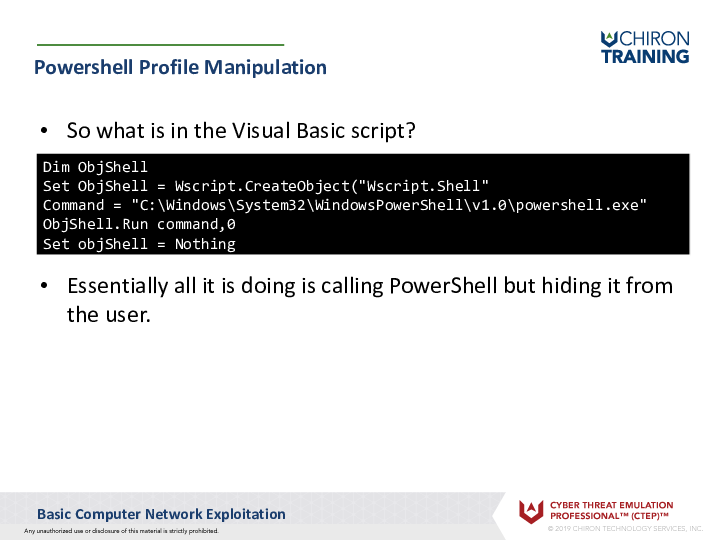 CHIRON
TRAINING
Powershell Profile Manipulation
• So what is in the Visual Basic script?
Dim ObjShell
Set ObjShell = Wscript.CreateObject("Wscript.Shell"
Command = "C:\Windows\System32\WindowsPowerShell\v1.0\powershell.exe"
ObjShell.Run command,0
Set objShell = Nothing
• Essentially all it is doing is calling PowerShell but hiding it from
the user.
Basic Computer Network Exploitation
Any unauthorized use or disclosure of this material is strictly prohibited.
CYBER THREAT EMULATION
PROFESSIONAL™ (CTEP)™
© 2019 CHIRON TECHNOLOGY SERVICES, INC.